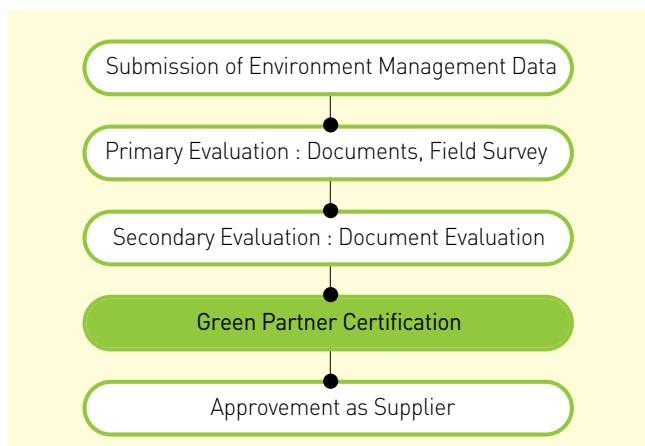 Submission of Environment Management Data
Primary Evaluation : Documents, Field Survey
Secondary Evaluation : Document Evaluation
Green Partner Certification
Approvement as Supplier